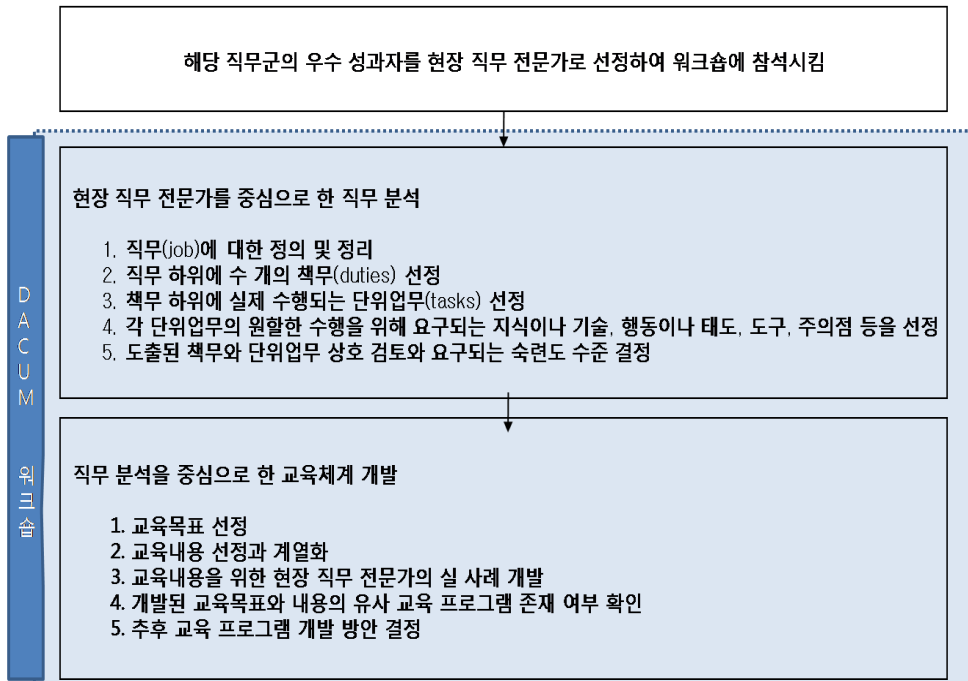 해당 직무군의 우수 성과자를 현장 직무 전문가로 선정하여 워크숍에 참석시킴
DACUM 워크숍
현장 직무 전문가를 중심으로 한 직무 분석
1. 직무(job)에 대한 정의 및 정리
2. 직무 하위에 수 개의 책무(duties) 선정
3. 책무 하위에 실제 수행되는 단위업무(tasks) 선정
4. 각 단위업무의 원할한 수행을 위해 요구되는 지식이나 기술, 행동이나 태도, 도구, 주의점 등을 선정
5. 도출된 책무와 단위업무 상호 검토와 요구되는 숙련도 수준 결정
직무 분석을 중심으로 한 교육체계 개발
1. 교육목표 선정
2. 교육내용 선정과 계열화
3. 교육내용을 위한 현장 직무 전문가의 실 사례 개발
4. 개발된 교육목표와 내용의 유사 교육 프로그램 존재 여부 확인
5. 추후 교육 프로그램 개발 방안 결정